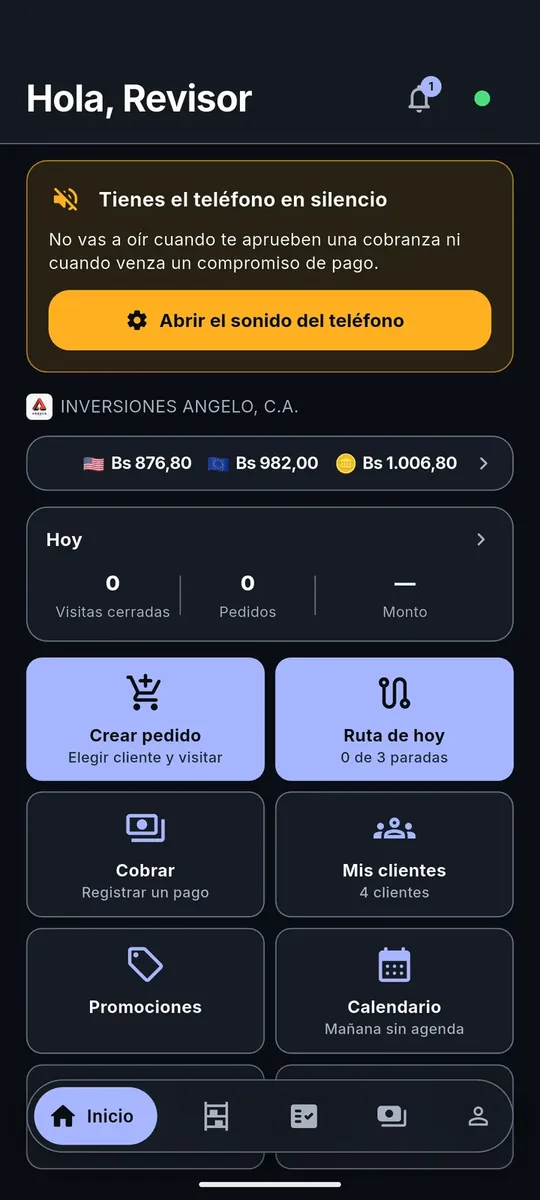 Hola, Revisor
1
Tienes el teléfono en silencio
No vas a oír cuando te aprueben una cobranza ni
cuando venza un compromiso de pago.
Abrir el sonido del teléfono
INVERSIONES ANGELO, C.A.
Bs 876,80 Bs 982,00 Bs 1.006,80
Hoy
0 0 —
Visitas cerradas Pedidos Monto
Crear pedido Ruta de hoy
Elegir cliente y visitar 0 de 3 paradas
Cobrar Mis clientes
Registrar un pago 4 clientes
Promociones Calendario
Mañana sin agenda
Inicio